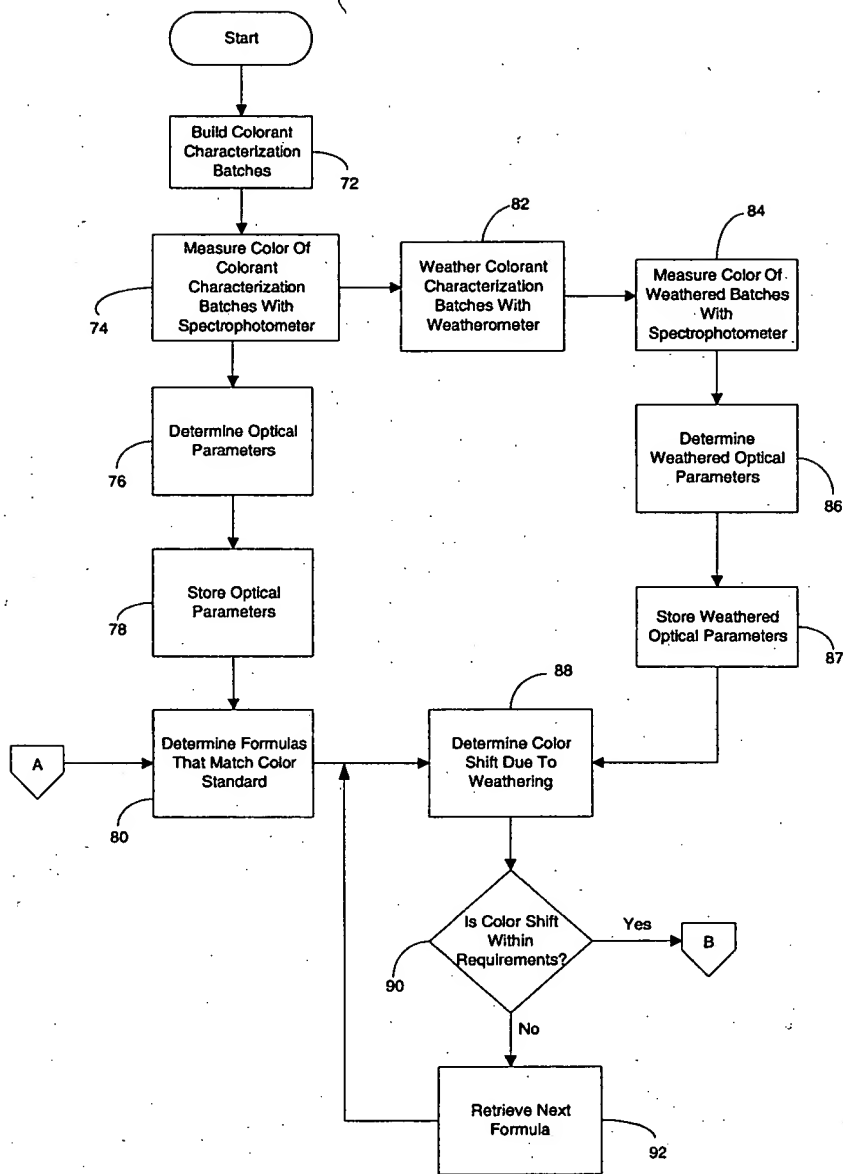 Start
Build Colorant
Characterization
Batches
72
82
84
Measure Color Of
Colorant
Characterization
Batches With
Spectrophotometer
74
Weather Colorant
Characterization
Batches With
Weatherometer
Measure Color Of
Weathered Batches
With
Spectrophotometer
Determine Optical
Parameters
76
Determine
Weathered Optical
Parameters
86
Store Optical
Parameters
78
Store Weathered
Optical Parameters
87
88
A
Determine Formulas
That Match Color
Standard
80
Determine Color
Shift Due To
Weathering
Is Color Shift
Within
Requirements?
90
Yes
B
No
Retrieve Next
Formula
92